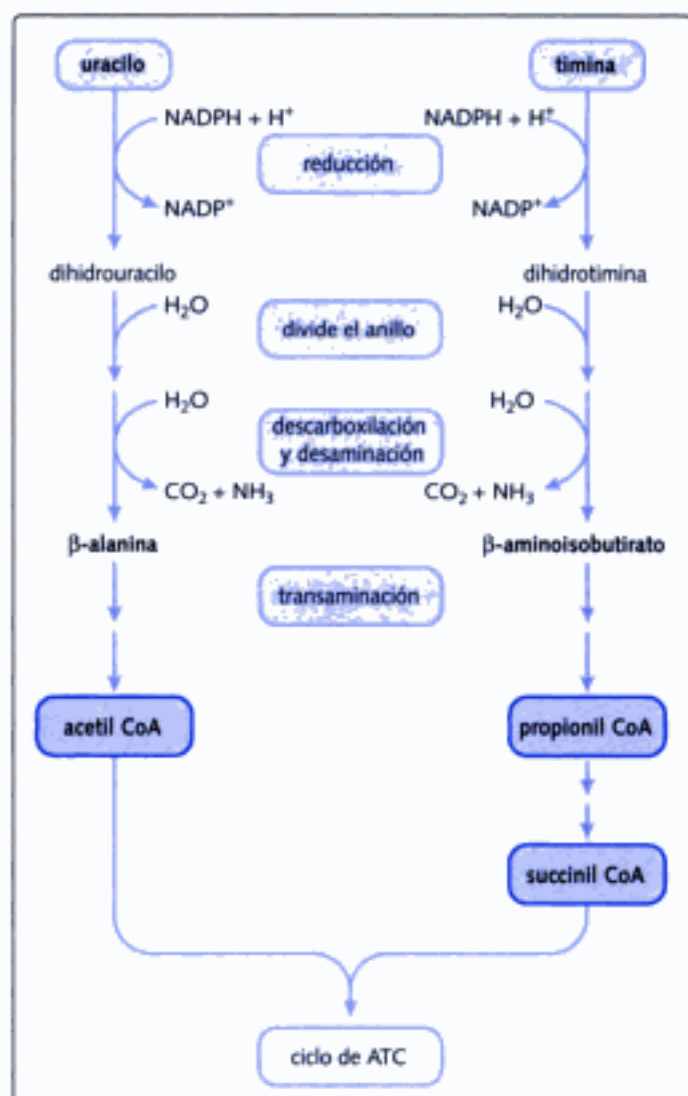 uracilo timina
NADPH + H⁺ NADPH + H⁺
reducción
NADP⁺ NADP⁺
dihidrouracilo dihidrotimina
H₂O H₂O
divide el anillo
H₂O H₂O
descarboxilación
y desaminación
CO₂ + NH₃ CO₂ + NH₃
β-alanina β-aminoisobutirato
transaminación
acetil CoA propionil CoA
succinil CoA
ciclo de ATC